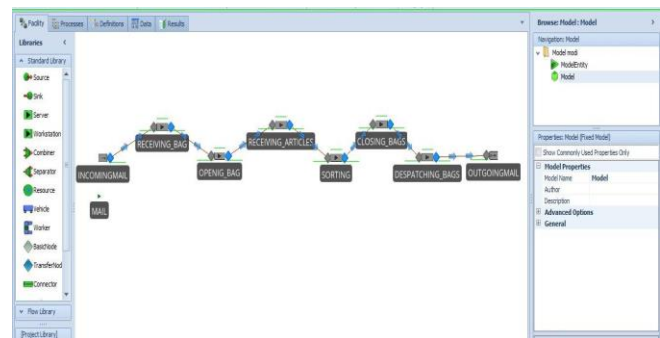 Facility Processes Definitions Data Results
Libraries
Standard Library
Source
Sink
Server
Workstation
Combiner
Separator
Resource
Vehicle
Worker
BasicNode
TransferNod
Connector
Flow Library
[Project Library]
RECEIVING_BAG
RECEIVING_ARTICLES
CLOSING_BAGS
INCOMINGMAIL
OPENIG_BAG
SORTING
DESPATCHING_BAGS
OUTGOINGMAIL
MAIL
Browse: Model: Model
Navigation: Model
Model modi
ModelEntity
Model
Properties: Model (Fixed Model)
Show Commonly Used Properties Only
Model Properties
Model Name Model
Author
Description
Advanced Options
General